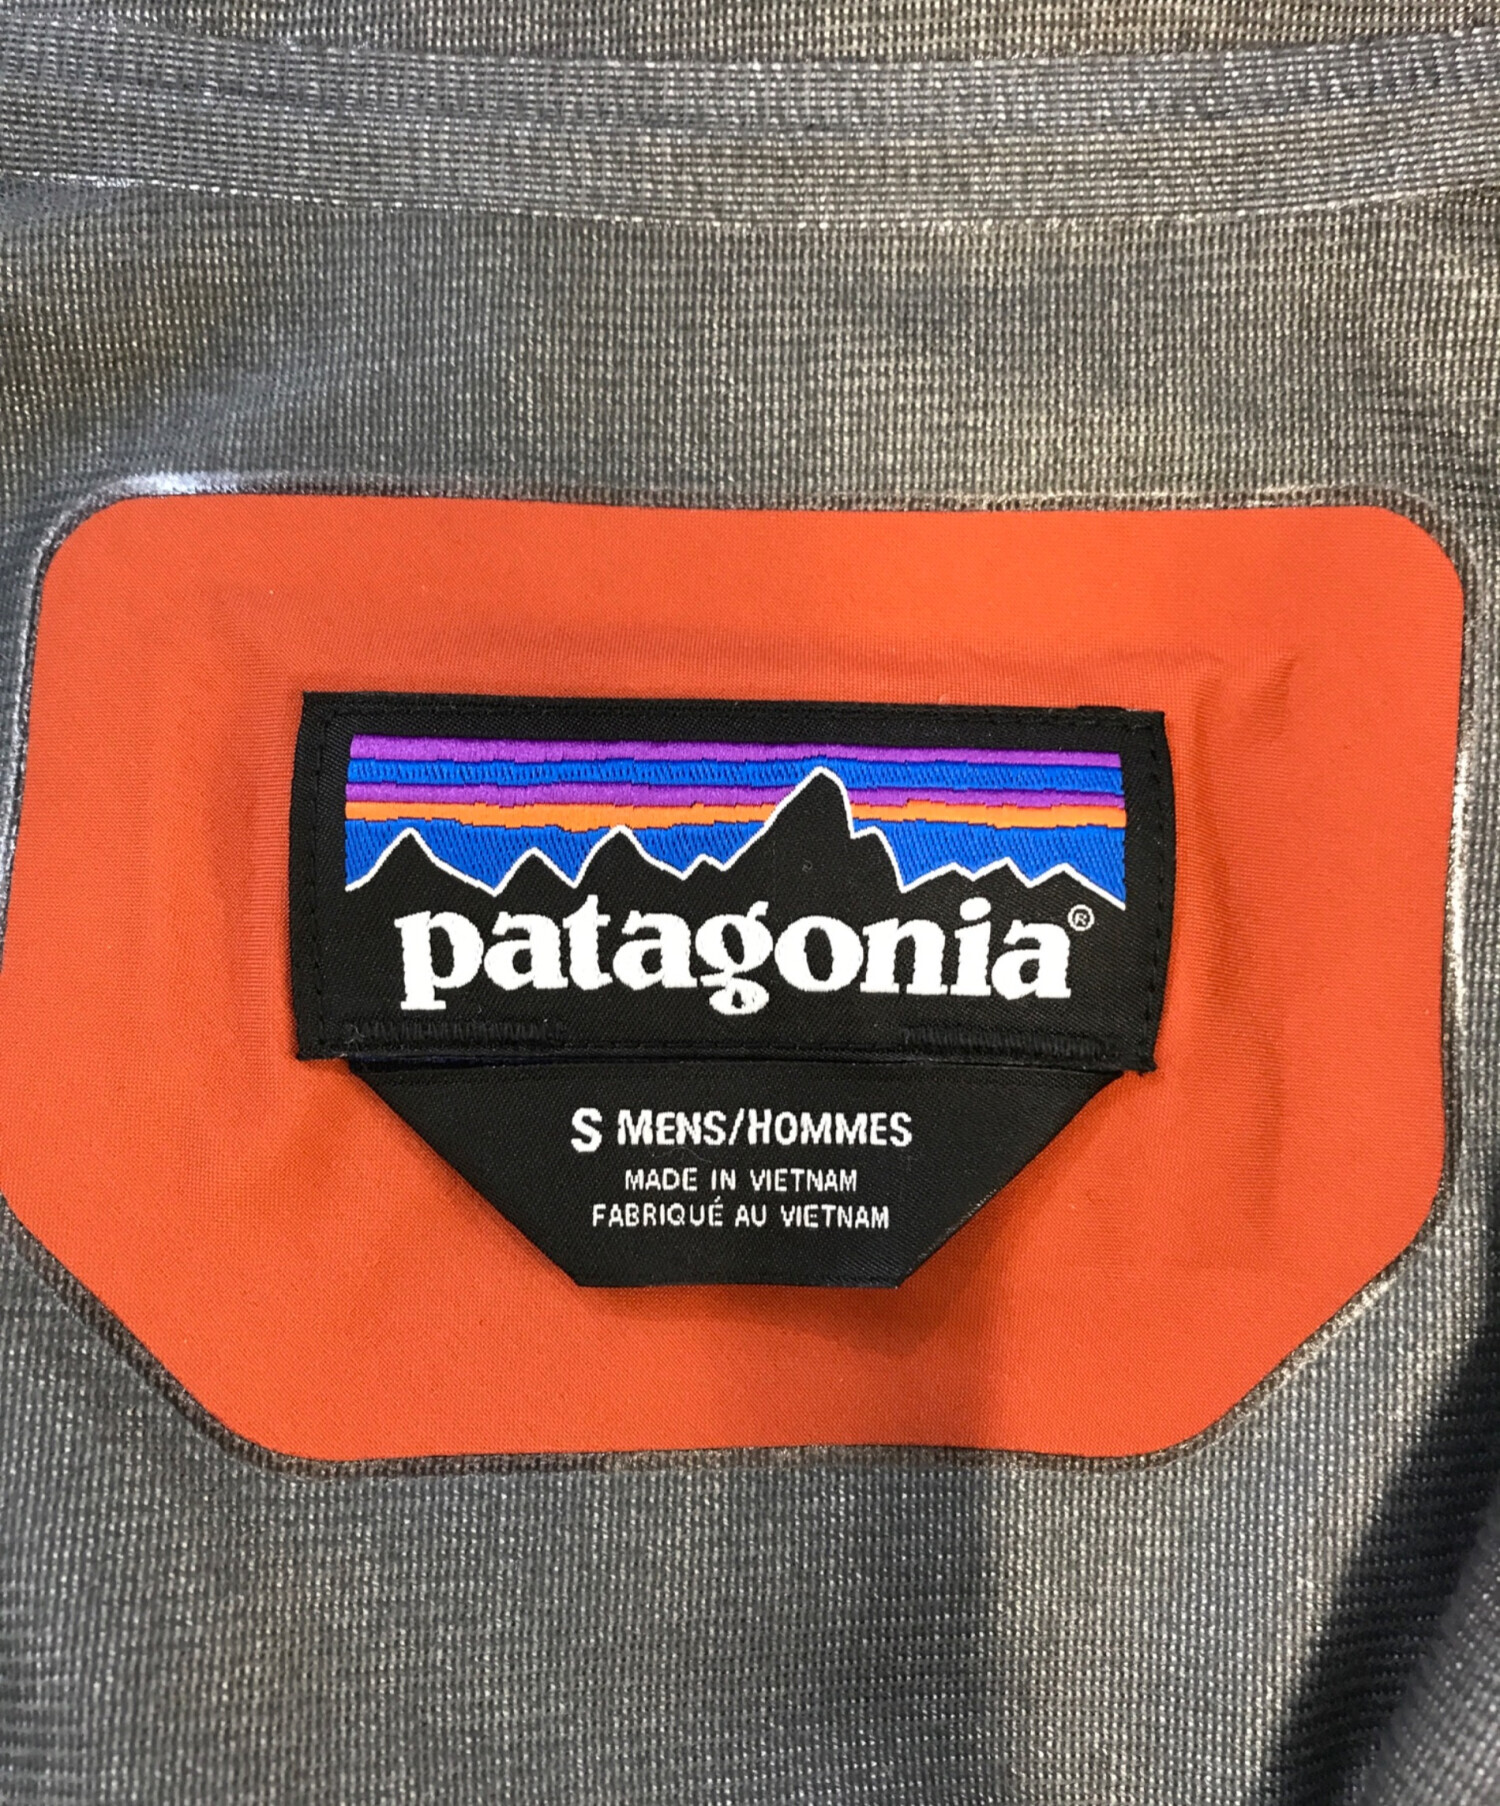 patagonia®
S MENS/HOMMES
MADE IN VIETNAM
FABRIQUÉ AU VIETNAM